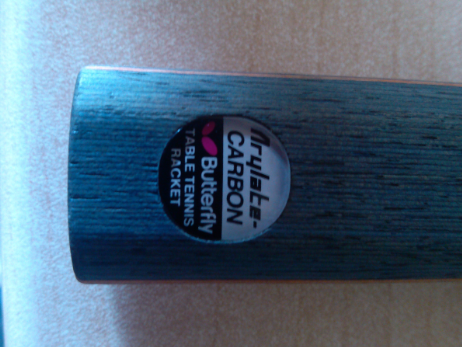 Arylate-
CARBON
Butterfly
TABLE TENNIS
RACKET